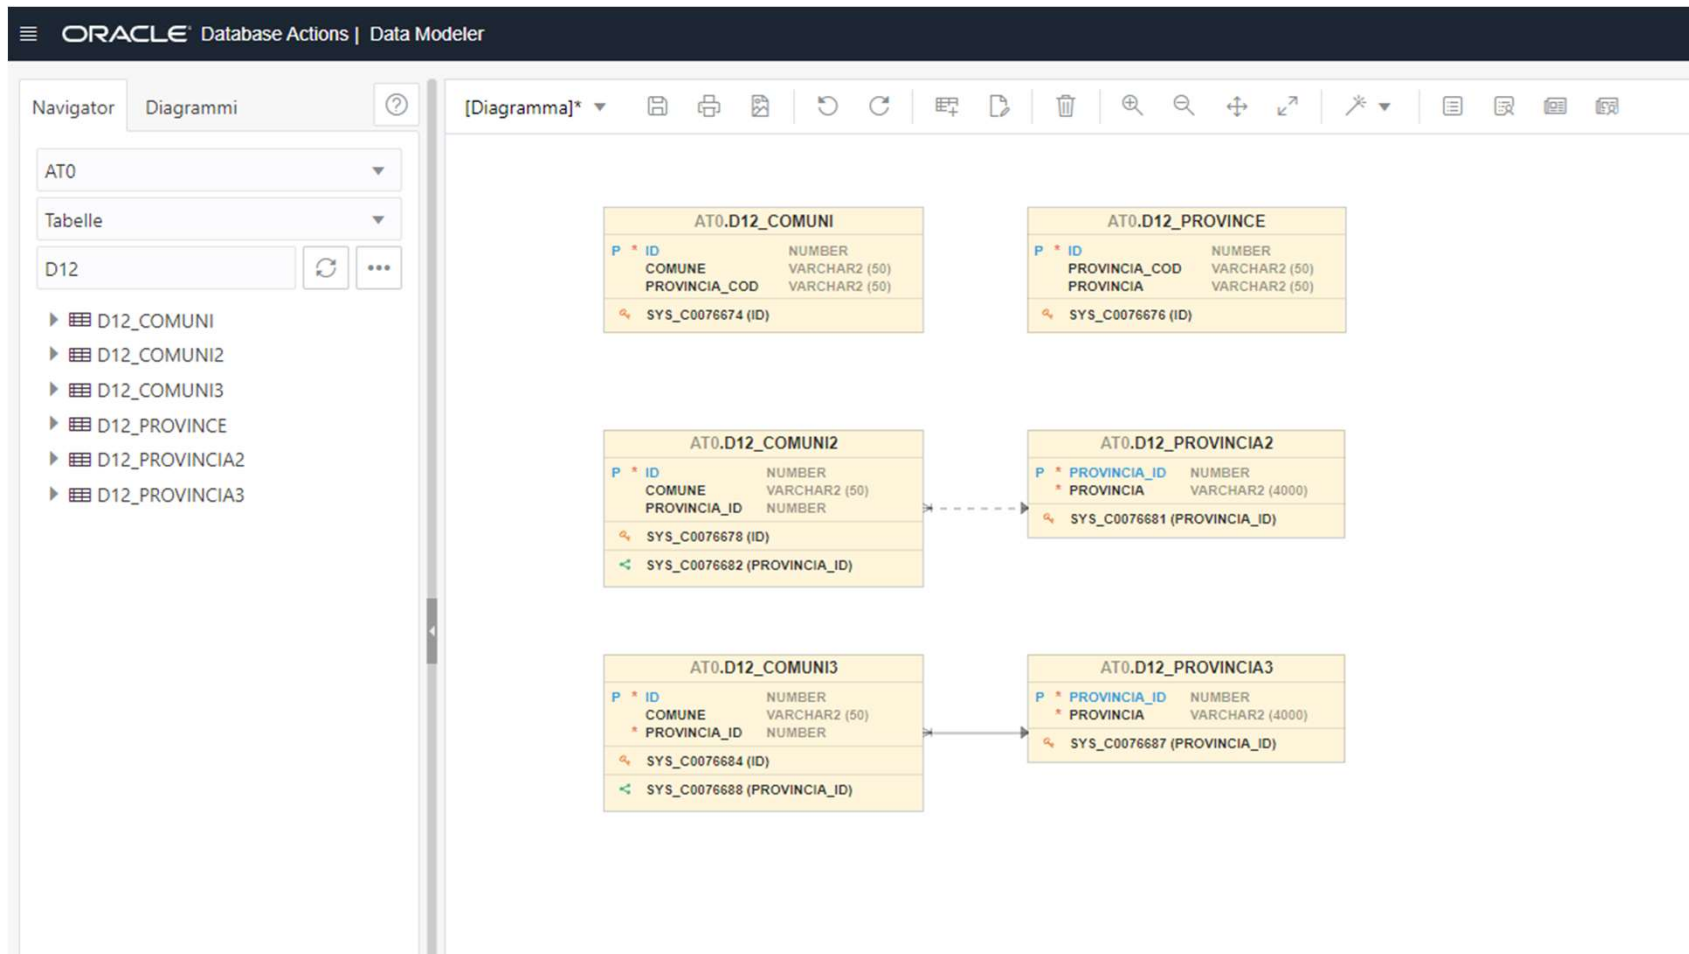 ORACLE Database Actions | Data Modeler
Navigator Diagrammi
[Diagramma]*
AT0
Tabelle
D12
D12_COMUNI
D12_COMUNI2
D12_COMUNI3
D12_PROVINCE
D12_PROVINCIA2
D12_PROVINCIA3
AT0.D12_COMUNI
P * ID NUMBER
COMUNE VARCHAR2 (50)
PROVINCIA_COD VARCHAR2 (50)
SYS_C0076674 (ID)
AT0.D12_PROVINCE
P * ID NUMBER
PROVINCIA_COD VARCHAR2 (50)
PROVINCIA VARCHAR2 (50)
SYS_C0076676 (ID)
AT0.D12_COMUNI2
P * ID NUMBER
COMUNE VARCHAR2 (50)
PROVINCIA_ID NUMBER
SYS_C0076678 (ID)
SYS_C0076682 (PROVINCIA_ID)
AT0.D12_PROVINCIA2
P * PROVINCIA_ID NUMBER
* PROVINCIA VARCHAR2 (4000)
SYS_C0076681 (PROVINCIA_ID)
AT0.D12_COMUNI3
P * ID NUMBER
COMUNE VARCHAR2 (50)
* PROVINCIA_ID NUMBER
SYS_C0076684 (ID)
SYS_C0076688 (PROVINCIA_ID)
AT0.D12_PROVINCIA3
P * PROVINCIA_ID NUMBER
* PROVINCIA VARCHAR2 (4000)
SYS_C0076687 (PROVINCIA_ID)